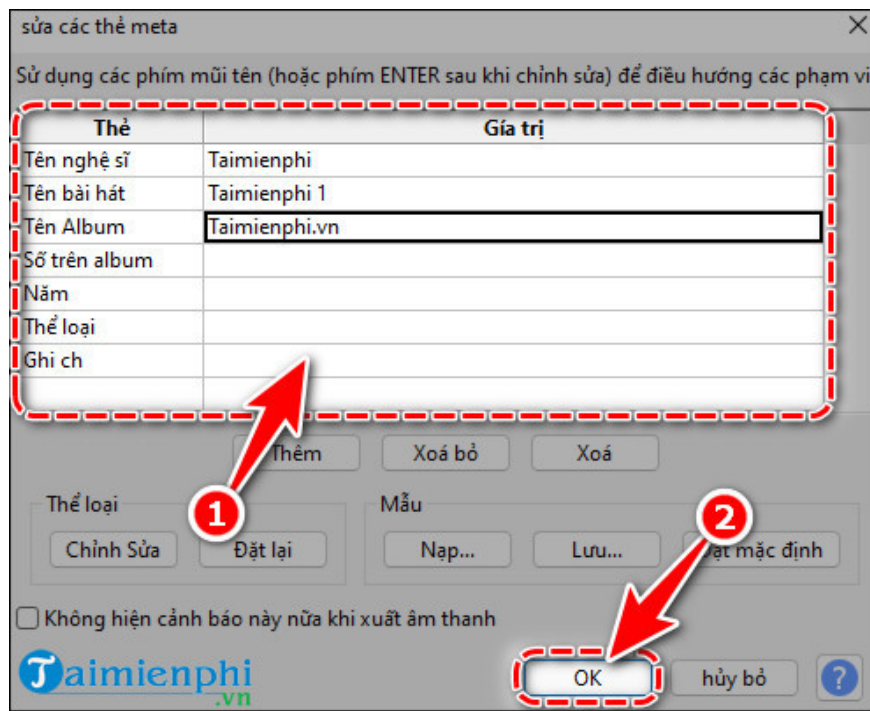 sửa các thẻ meta
Sử dụng các phím mũi tên (hoặc phím ENTER sau khi chỉnh sửa) để điều hướng các phạm vi
Thẻ Gía trị
Tên nghệ sĩ Taimienphi
Tên bài hát Taimienphi 1
Tên Album Taimienphi.vn
Số trên album
Năm
Thể loại
Ghi ch
Thêm Xoá bỏ Xoá
Thể loại Mẫu
1 2
Chỉnh Sửa Đặt lại Nạp... Lưu... mặc định
Không hiện cảnh báo này nữa khi xuất âm thanh
Taimienphi OK hủy bỏ ?
.vn